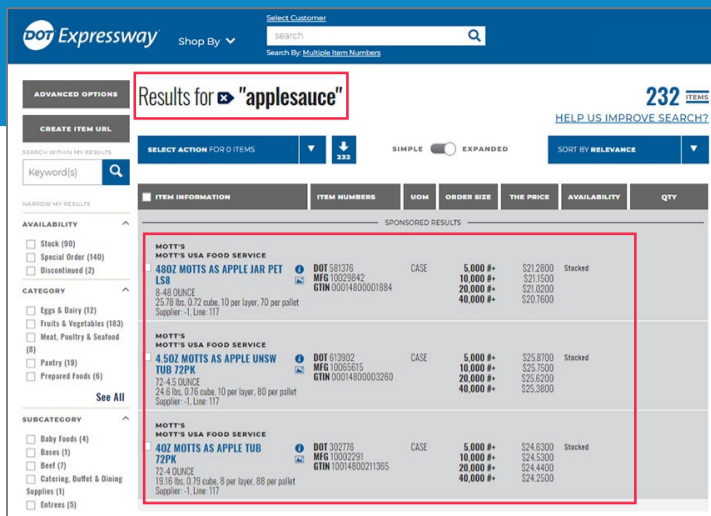 DOT Expressway
Shop By
Select Customer
search
Search By: Multiple Item Numbers
ADVANCED OPTIONS
CREATE ITEM URL
SEARCH WITHIN MY RESULTS
Keyword(s)
NARROW MY RESULTS
AVAILABILITY
Stock (90)
Special Order (140)
Discontinued (2)
CATEGORY
Eggs & Dairy (12)
Fruits & Vegetables (183)
Meat, Poultry & Seafood
(8)
Pantry (19)
Prepared Foods (6)
See All
SUBCATEGORY
Baby Foods (4)
Bases (1)
Beef (7)
Catering, Buffet & Dining
Supplies (1)
Entrees (5)
Results for "applesauce"
232 ITEMS
HELP US IMPROVE SEARCH?
SELECT ACTION FOR 0 ITEMS
232
SIMPLE EXPANDED
SORT BY RELEVANCE
ITEM INFORMATION ITEM NUMBERS UOM ORDER SIZE THE PRICE AVAILABILITY QTY
SPONSORED RESULTS
MOTT'S
MOTT'S USA FOOD SERVICE
48OZ MOTTS AS APPLE JAR PET DOT 581376 CASE 5,000 #+ $21.2800 Stocked
LS8 MFG 10029842 10,000 #+ $21.1500
8-48 OUNCE GTIN 00014800001884 20,000 #+ $21.0200
25.78 lbs, 0.72 cube, 10 per layer, 70 per pallet 40,000 #+ $20.7600
Supplier: -1, Line: 117
MOTT'S
MOTT'S USA FOOD SERVICE
4.5OZ MOTTS AS APPLE UNSW DOT 613902 CASE 5,000 #+ $25.8700 Stocked
TUB 72PK MFG 10065615 10,000 #+ $25.7500
72-4.5 OUNCE GTIN 00014800003260 20,000 #+ $25.6200
24.6 lbs, 0.76 cube, 10 per layer, 80 per pallet 40,000 #+ $25.3800
Supplier: -1, Line: 117
MOTT'S
MOTT'S USA FOOD SERVICE
4OZ MOTTS AS APPLE TUB DOT 302776 CASE 5,000 #+ $24.6300 Stocked
72PK MFG 10002291 10,000 #+ $24.5300
72-4 OUNCE GTIN 10014800211365 20,000 #+ $24.4400
19.16 lbs, 0.79 cube, 8 per layer, 88 per pallet 40,000 #+ $24.2500
Supplier: -1, Line: 117